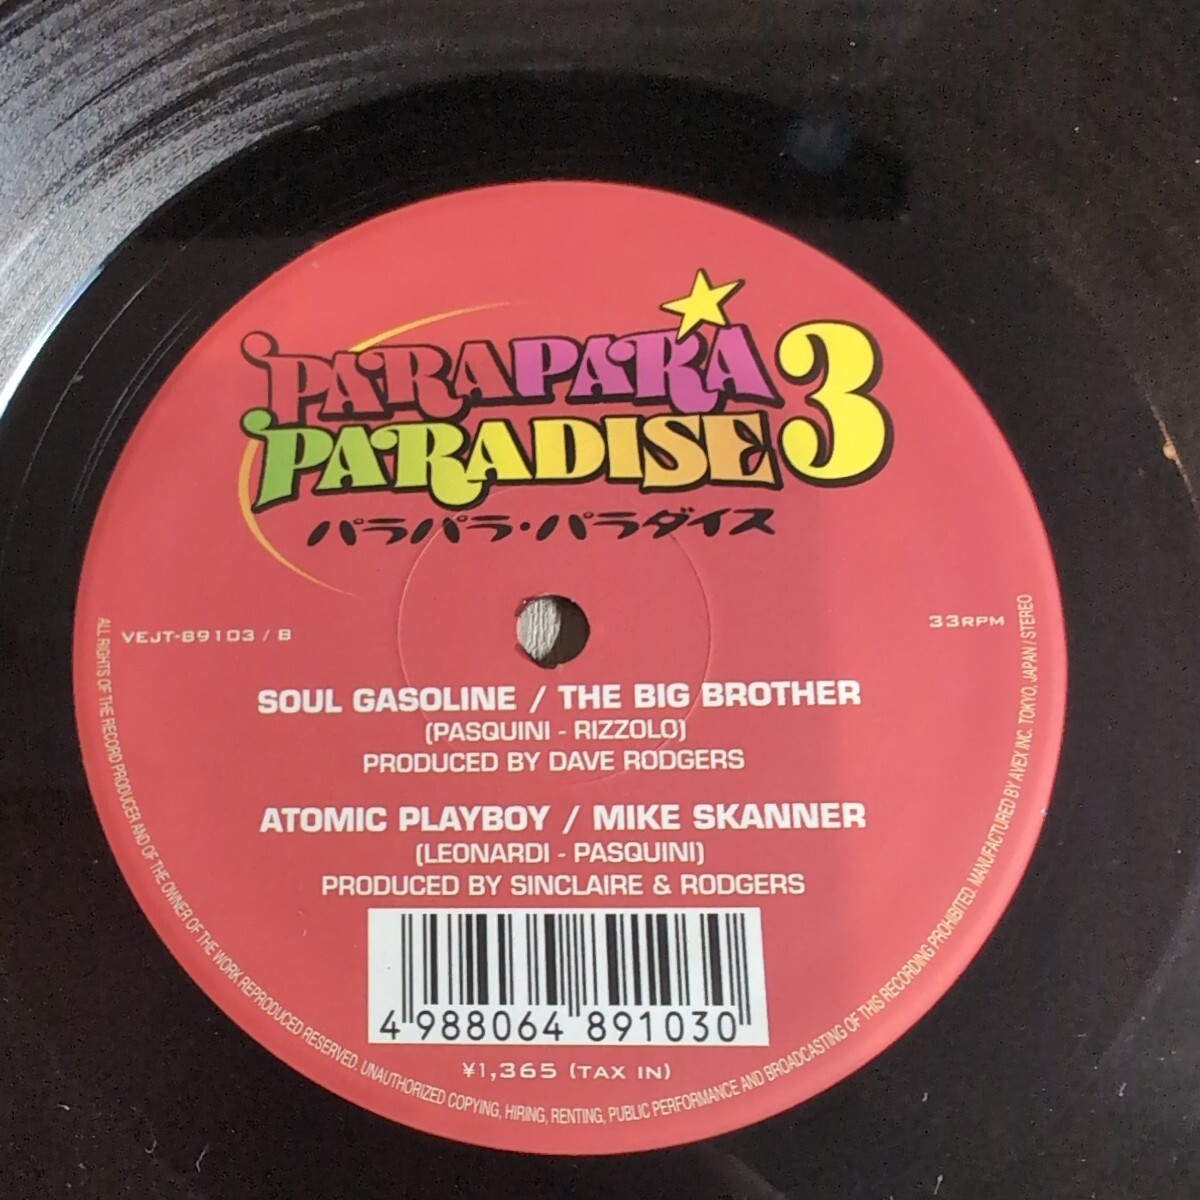 PARAPARA
PARADISE 3
パラパラ・パラダイス
VEJT-89103 / B
33RPM
SOUL GASOLINE / THE BIG BROTHER
(PASQUINI - RIZZOLO)
PRODUCED BY DAVE RODGERS
ATOMIC PLAYBOY / MIKE SKANNER
(LEONARDI - PASQUINI)
PRODUCED BY SINCLAIRE & RODGERS
4 988064 891030
¥1,365 (TAX IN)
ALL RIGHTS OF THE RECORD PRODUCER AND OF THE OWNER OF THE WORK REPRODUCED RESERVED. UNAUTHORIZED COPYING, HIRING, RENTING, PUBLIC PERFORMANCE AND BROADCASTING OF THIS RECORDING PROHIBITED. MANUFACTURED BY AVEX INC. TOKYO, JAPAN / STEREO